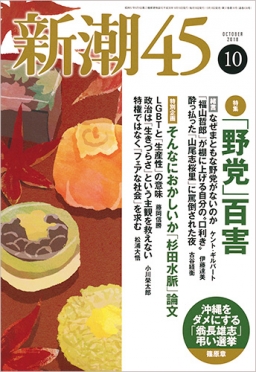 新潮45
OCTOBER
2018
10
特集
「野党」百害
なぜまともな野党がないのか ケント・ギルバート
「福山哲郎」が棚に上げる自分の〝口利き〟 伊藤達美
酔っ払った「山尾志桜里」に罵倒された夜 古谷経衡
特別企画
そんなにおかしいか「杉田水脈」論文
LGBTと「生産性」の意味 藤岡信勝
政治は「生きづらさ」という主観を救えない 小川榮太郎
特権ではなく「フェアな社会」を求む 松浦大悟
沖縄を
ダメにする
「翁長雄志」
弔い選挙
篠原章